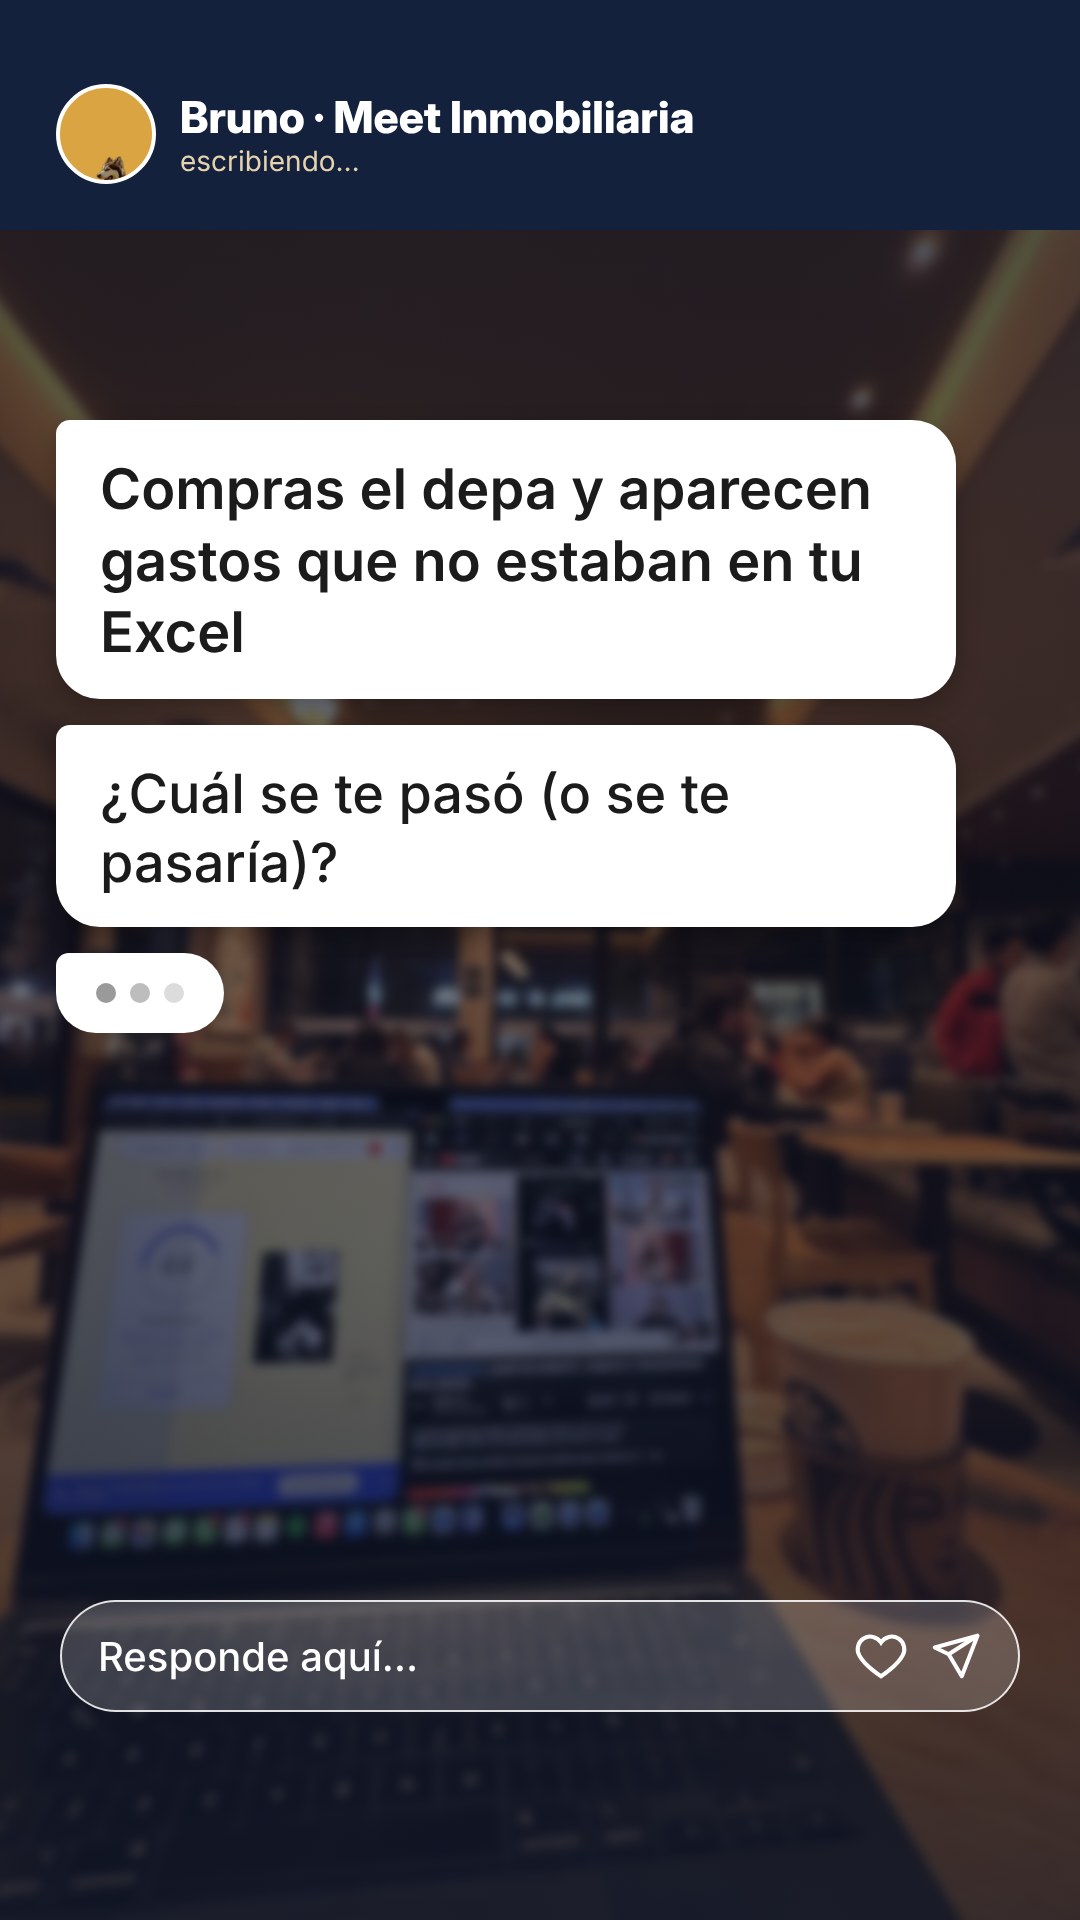 Bruno · Meet Inmobiliaria
escribiendo...
Compras el depa y aparecen
gastos que no estaban en tu
Excel
¿Cuál se te pasó (o se te
pasaría)?
Responde aquí...